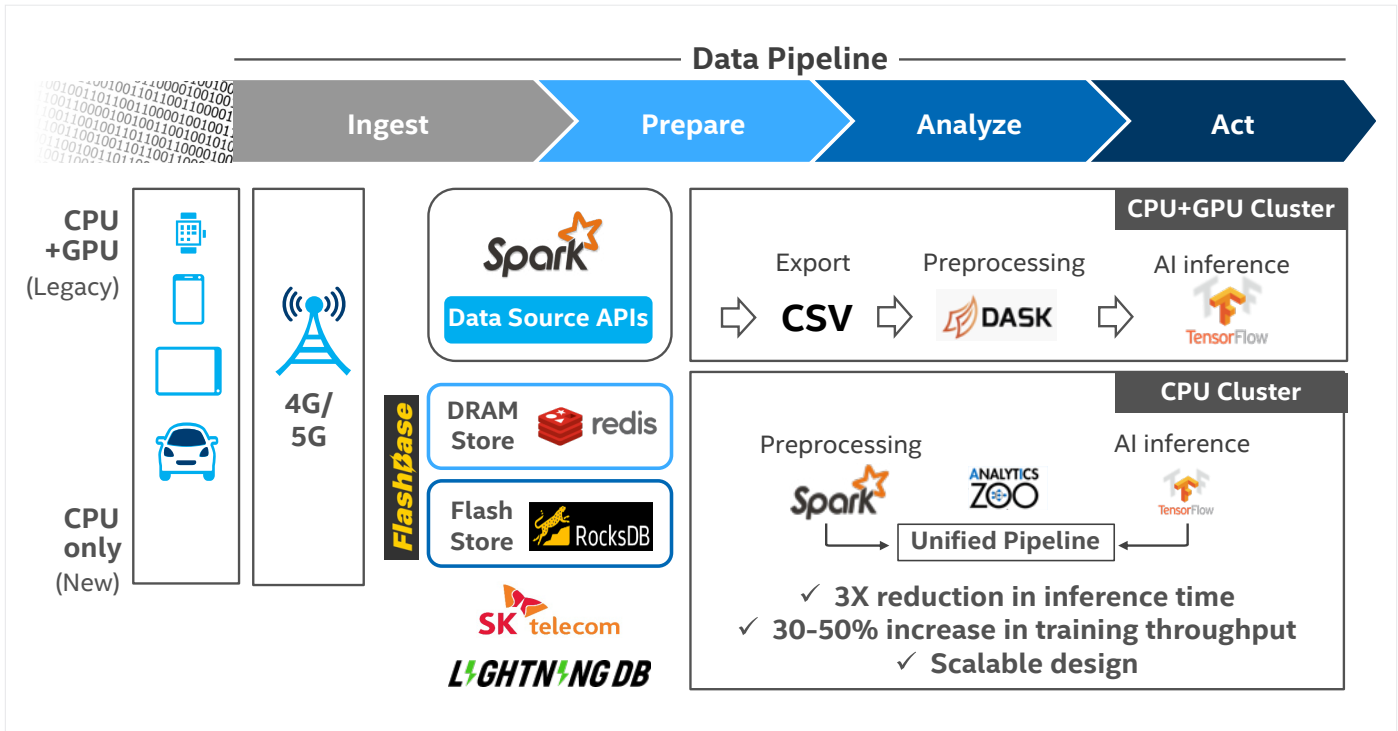 Data Pipeline
Ingest
Prepare
Analyze
Act
CPU
+GPU
(Legacy)
CPU
only
(New)
4G/
5G
Spark
Data Source APIs
FlashBase
DRAM
Store
redis
Flash
Store
RocksDB
SK telecom
LIGHTNING DB
CPU+GPU Cluster
Export
CSV
Preprocessing
DASK
AI inference
TensorFlow
CPU Cluster
Preprocessing
Spark
ANALYTICS
ZOO
AI inference
TensorFlow
Unified Pipeline
✓ 3X reduction in inference time
✓ 30-50% increase in training throughput
✓ Scalable design